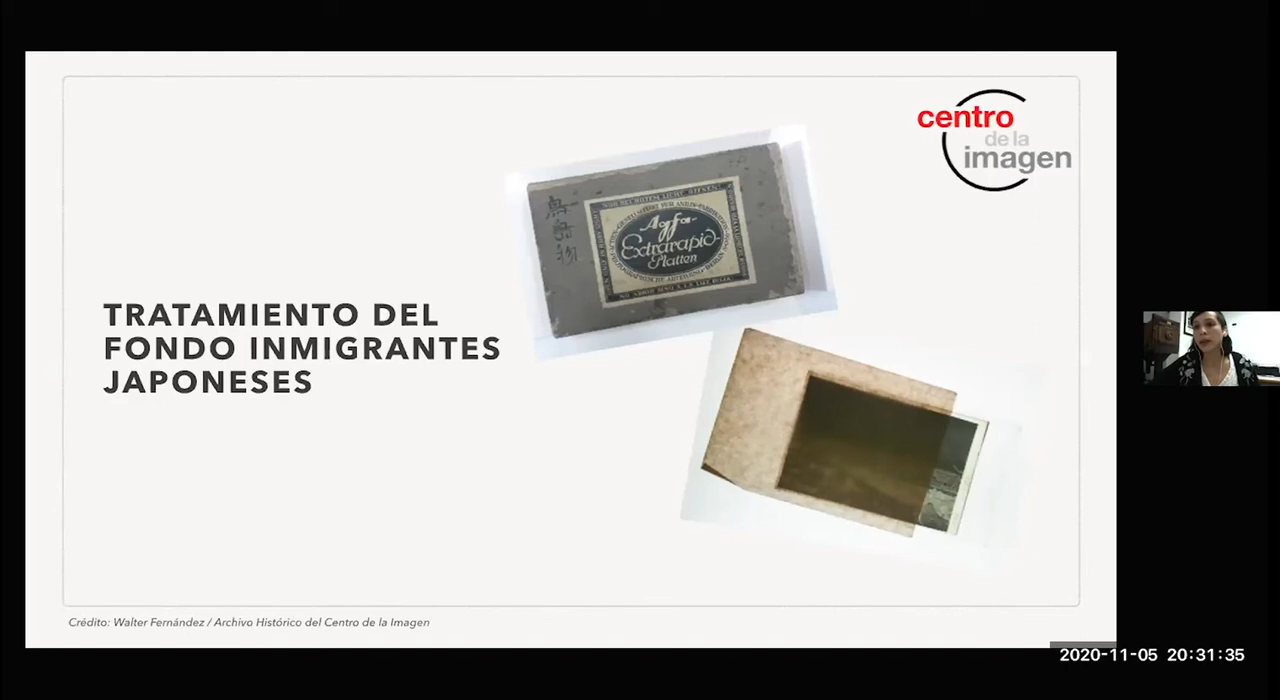 centro
de la
imagen
Agfa-
Extrarapid-
Platten
TRATAMIENTO DEL
FONDO INMIGRANTES
JAPONESES
Crédito: Walter Fernández / Archivo Histórico del Centro de la Imagen
2020-11-05 20:31:35